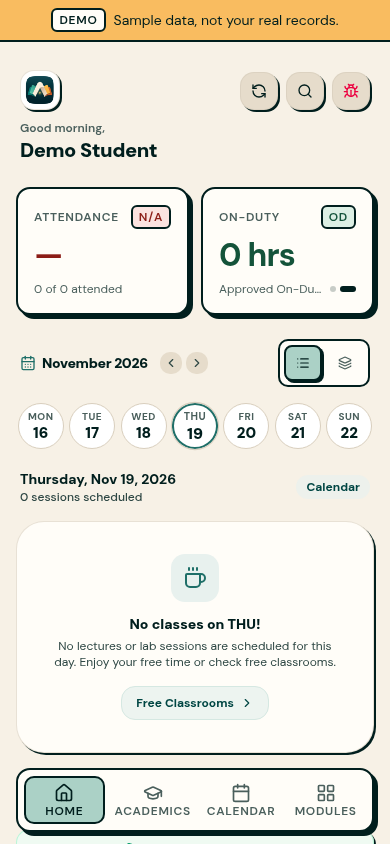 DEMO Sample data, not your real records.
Good morning,
Demo Student
ATTENDANCE N/A
—
0 of 0 attended
ON-DUTY OD
0 hrs
Approved On-Du...
November 2026
MON TUE WED THU FRI SAT SUN
16 17 18 19 20 21 22
Thursday, Nov 19, 2026
0 sessions scheduled
Calendar
No classes on THU!
No lectures or lab sessions are scheduled for this
day. Enjoy your free time or check free classrooms.
Free Classrooms
HOME ACADEMICS CALENDAR MODULES